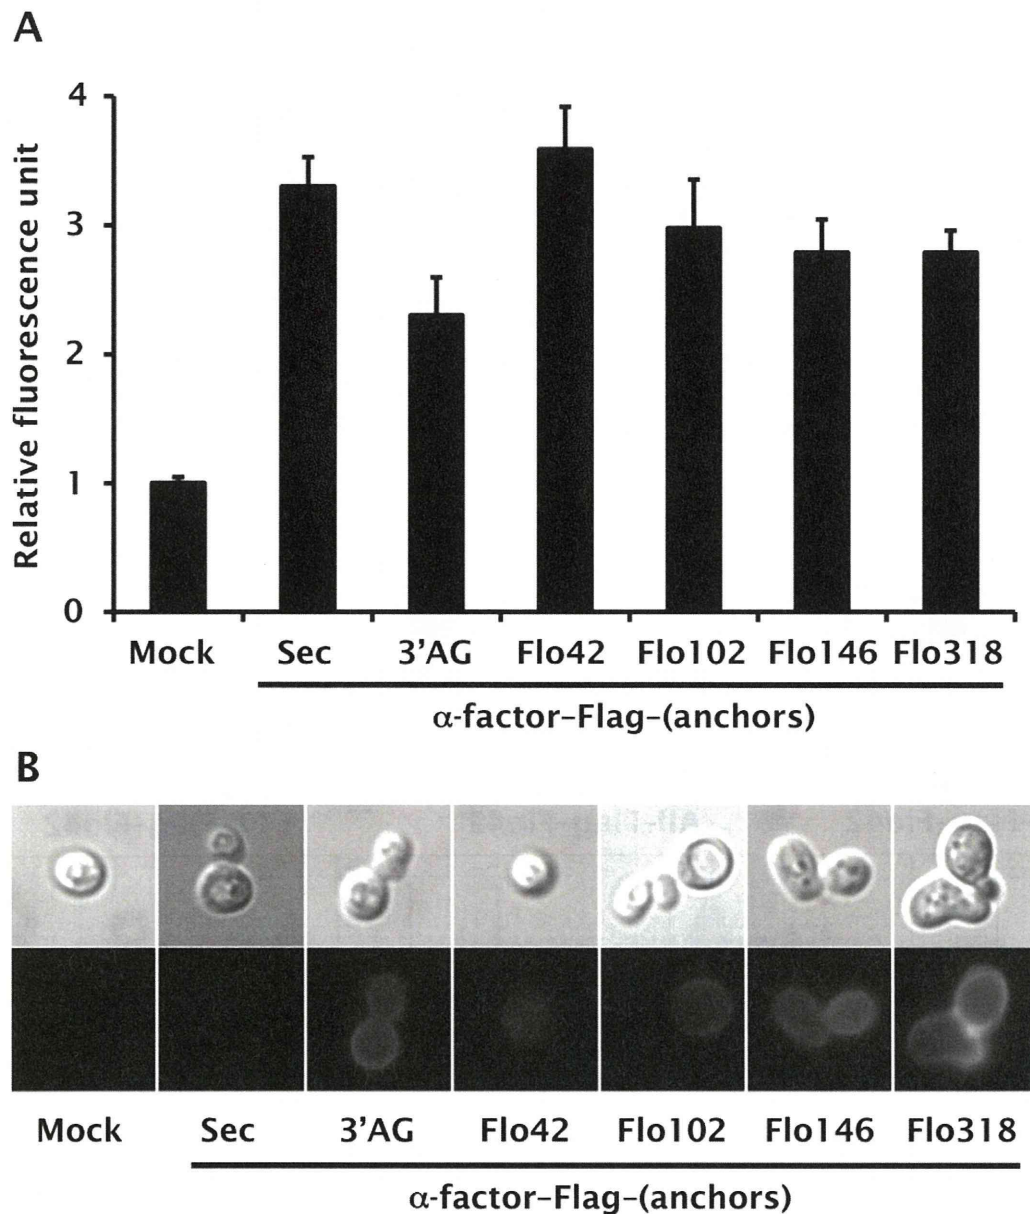 A
Relative fluorescence unit
4
3
2
1
0
Mock Sec 3'AG Flo42 Flo102 Flo146 Flo318
α-factor-Flag-(anchors)
B
Mock Sec 3'AG Flo42 Flo102 Flo146 Flo318
α-factor-Flag-(anchors)